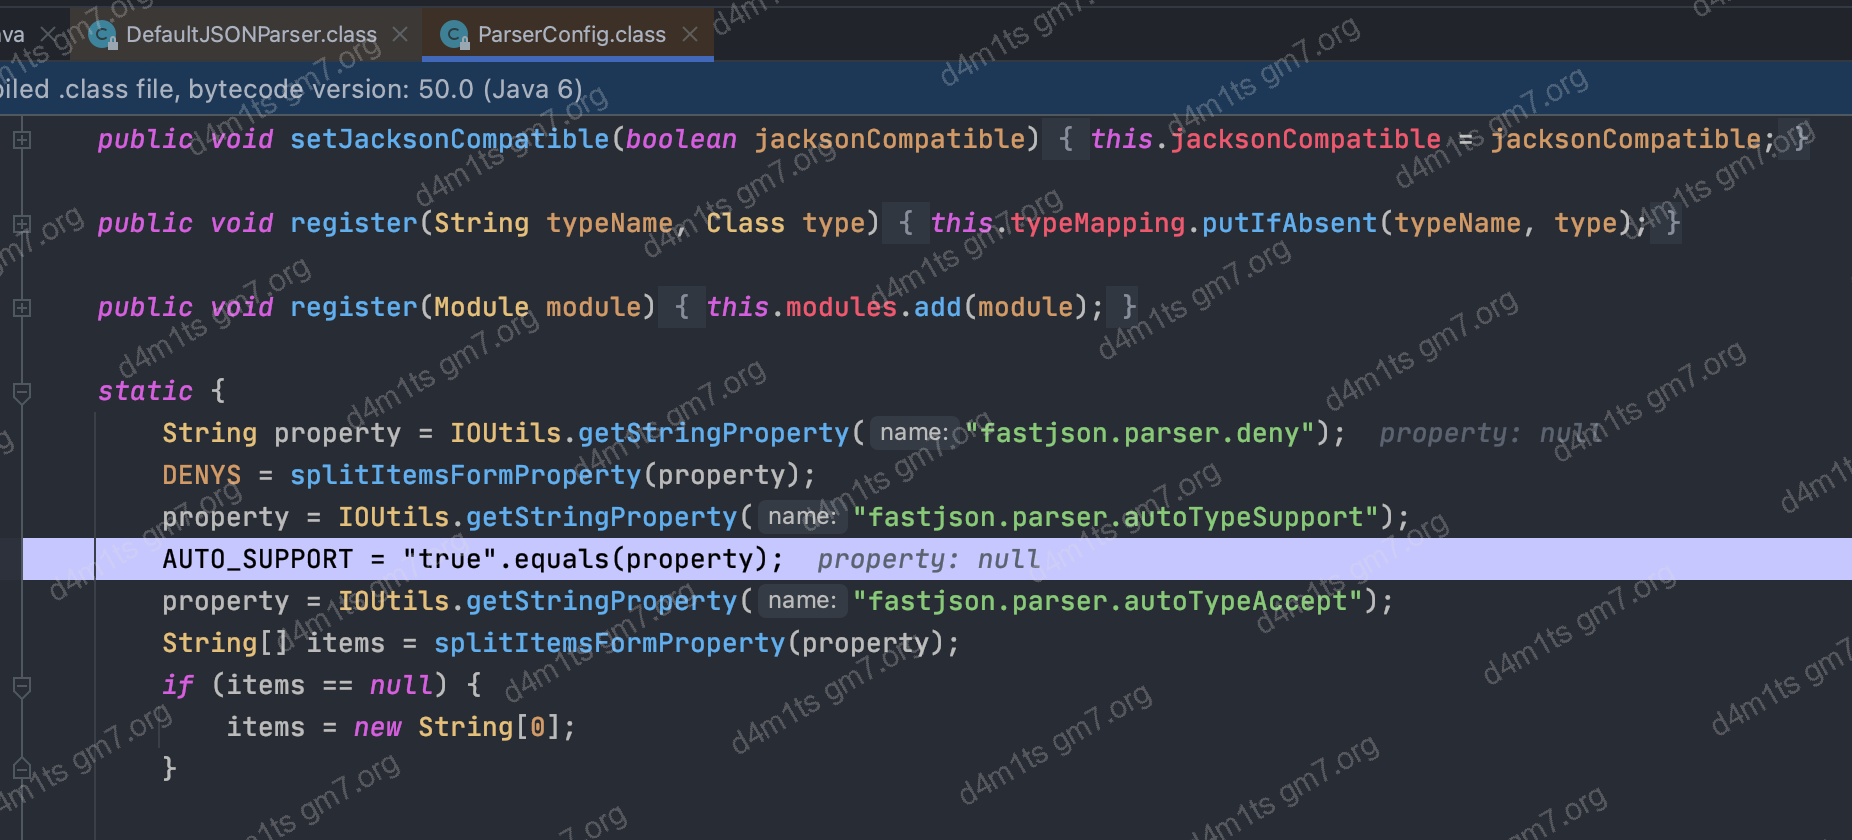 va DefaultJSONParser.class ParserConfig.class
piled .class file, bytecode version: 50.0 (Java 6)
public void setJacksonCompatible(boolean jacksonCompatible) { this.jacksonCompatible = jacksonCompatible; }
public void register(String typeName, Class type) { this.typeMapping.putIfAbsent(typeName, type); }
public void register(Module module) { this.modules.add(module); }
static {
String property = IOUtils.getStringProperty( name: "fastjson.parser.deny"); property: null
DENYS = splitItemsFormProperty(property);
property = IOUtils.getStringProperty( name: "fastjson.parser.autoTypeSupport");
AUTO_SUPPORT = "true".equals(property); property: null
property = IOUtils.getStringProperty( name: "fastjson.parser.autoTypeAccept");
String[] items = splitItemsFormProperty(property);
if (items == null) {
items = new String[0];
}
d4m1ts gm7.org